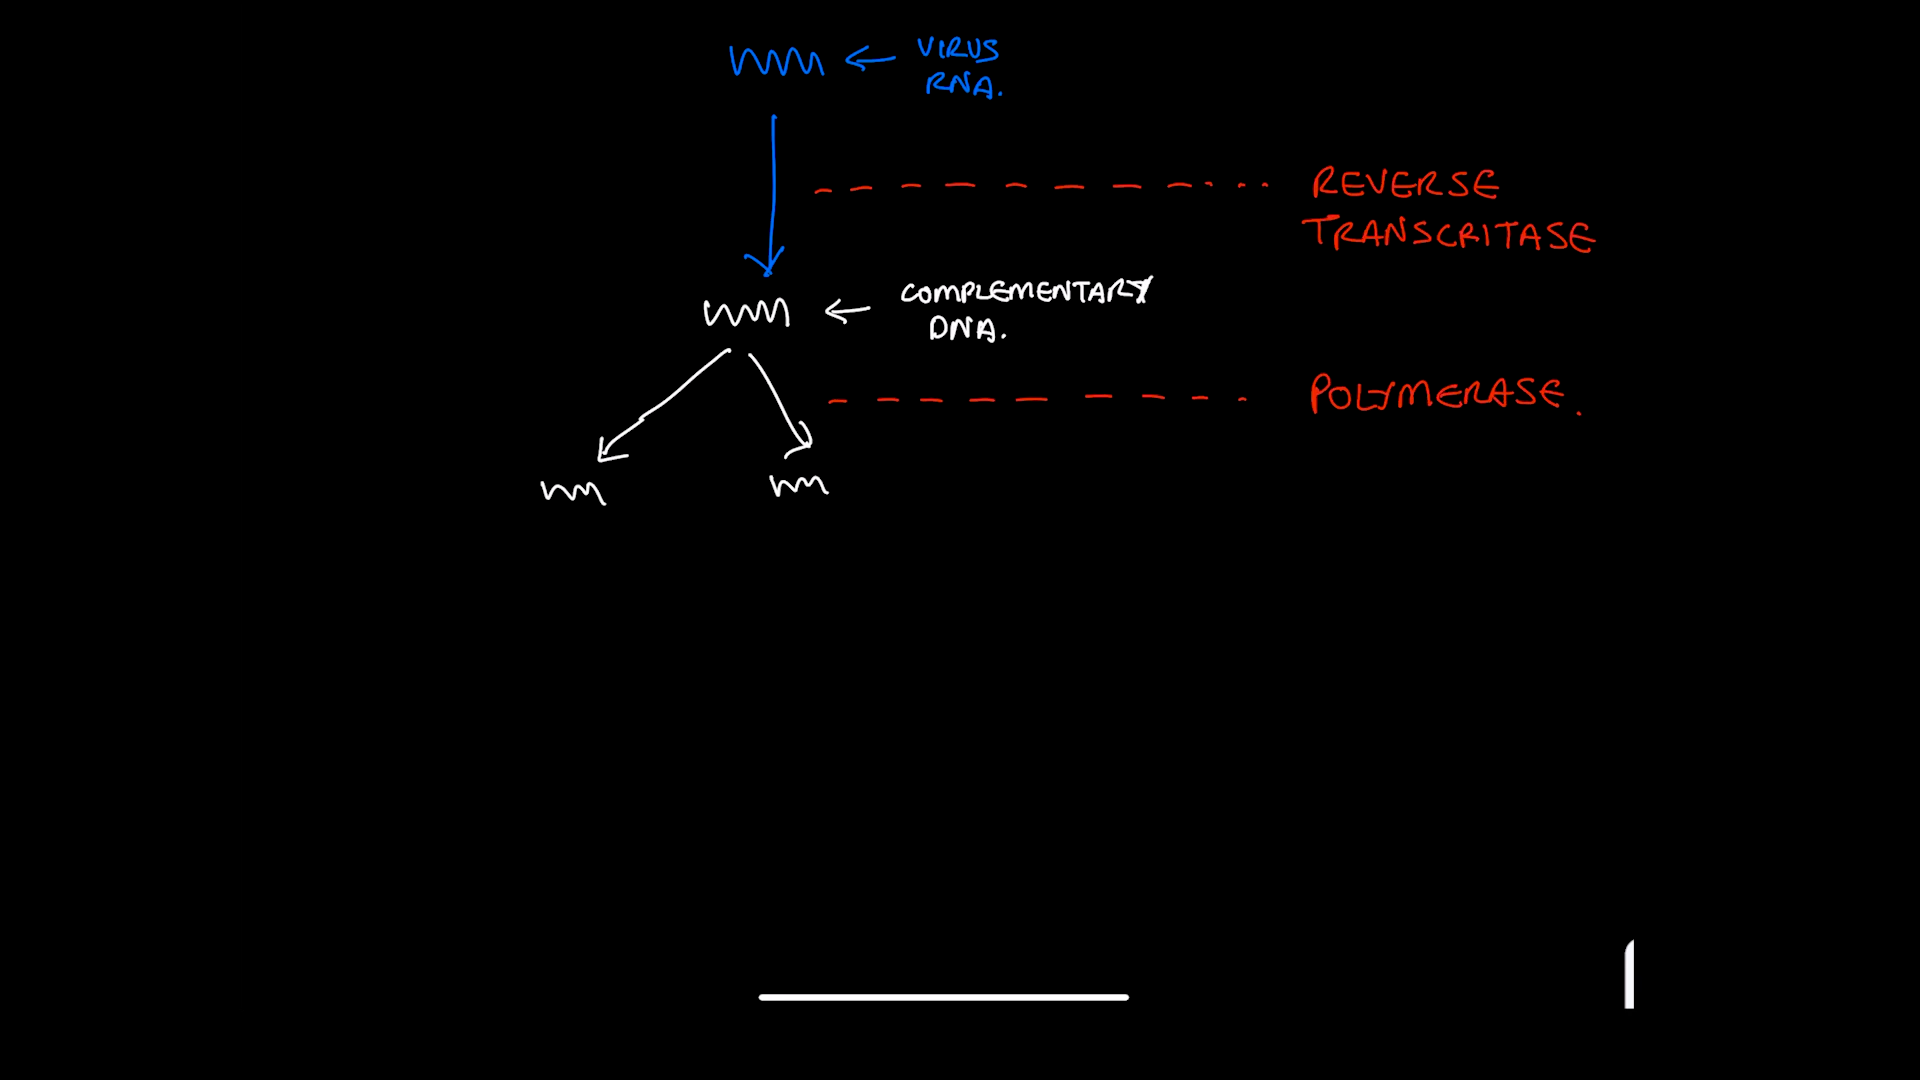 VIRUS
RNA.
REVERSE
TRANSCRITASE
COMPLEMENTARY
DNA.
POLYMERASE.